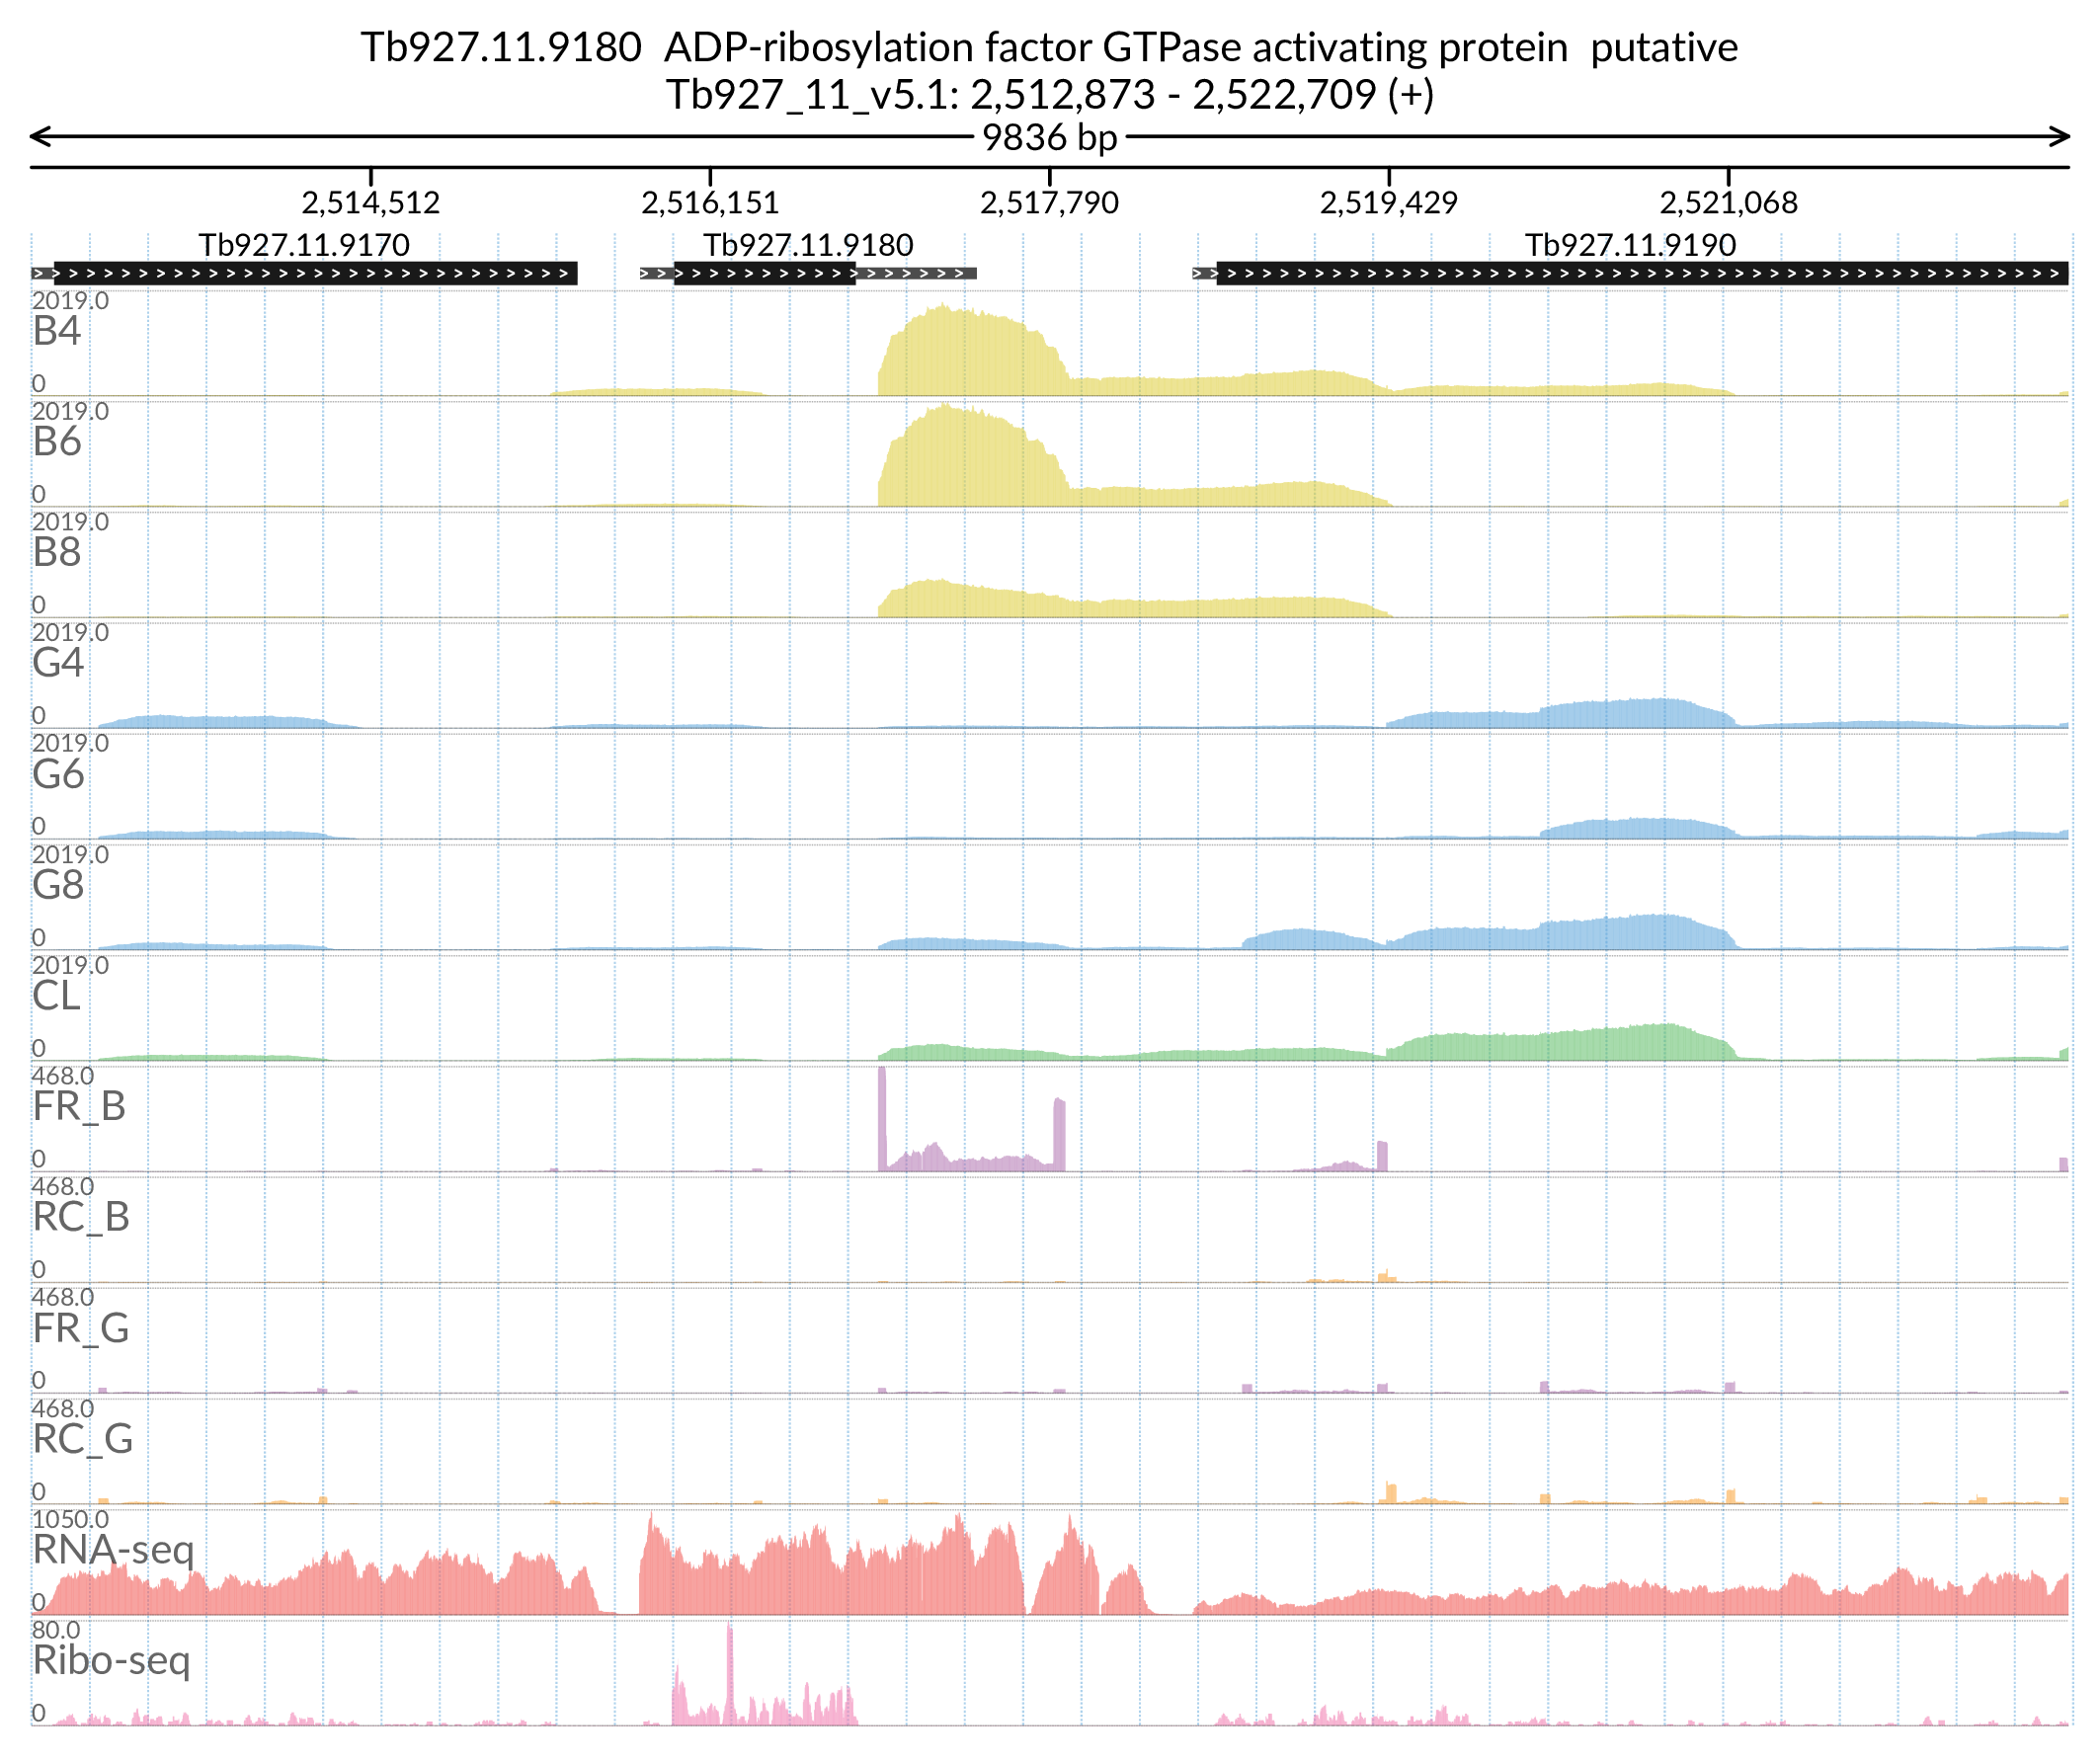 Tb927.11.9180  ADP-ribosylation factor GTPase activating protein  putative
Tb927_11_v5.1: 2,512,873 - 2,522,709 (+)
9836 bp
2,514,512 2,516,151 2,517,790 2,519,429 2,521,068
Tb927.11.9170 Tb927.11.9180 Tb927.11.9190
2019.0
B4
0
2019.0
B6
0
2019.0
B8
0
2019.0
G4
0
2019.0
G6
0
2019.0
G8
0
2019.0
CL
0
468.0
FR_B
0
468.0
RC_B
0
468.0
FR_G
0
468.0
RC_G
0
1050.0
RNA-seq
0
80.0
Ribo-seq
0